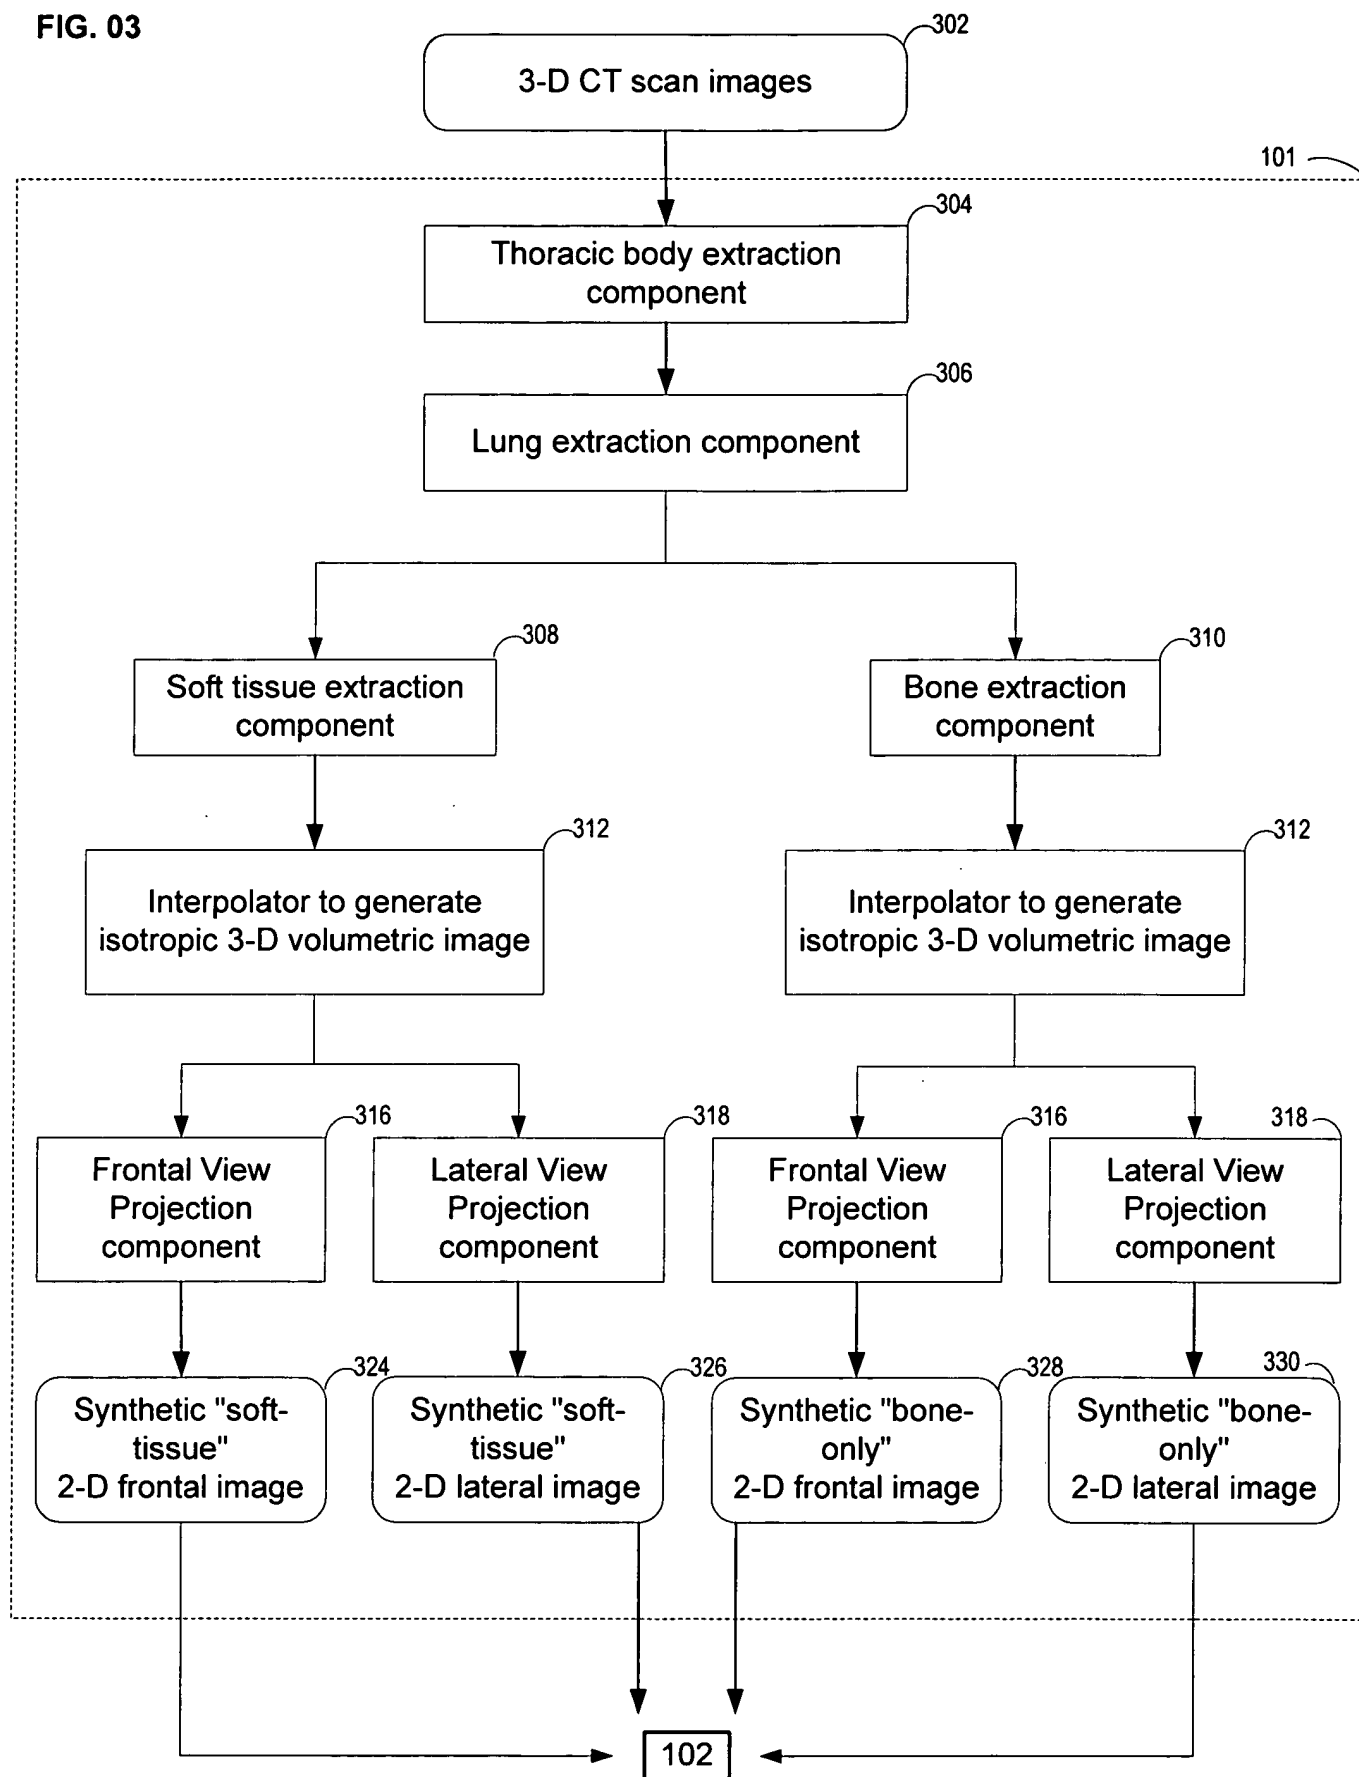 FIG. 03
302
3-D CT scan images
101
304
Thoracic body extraction
component
306
Lung extraction component
308
Soft tissue extraction
component
310
Bone extraction
component
312
Interpolator to generate
isotropic 3-D volumetric image
312
Interpolator to generate
isotropic 3-D volumetric image
316
Frontal View
Projection
component
318
Lateral View
Projection
component
316
Frontal View
Projection
component
318
Lateral View
Projection
component
324
Synthetic "soft-
tissue"
2-D frontal image
326
Synthetic "soft-
tissue"
2-D lateral image
328
Synthetic "bone-
only"
2-D frontal image
330
Synthetic "bone-
only"
2-D lateral image
102